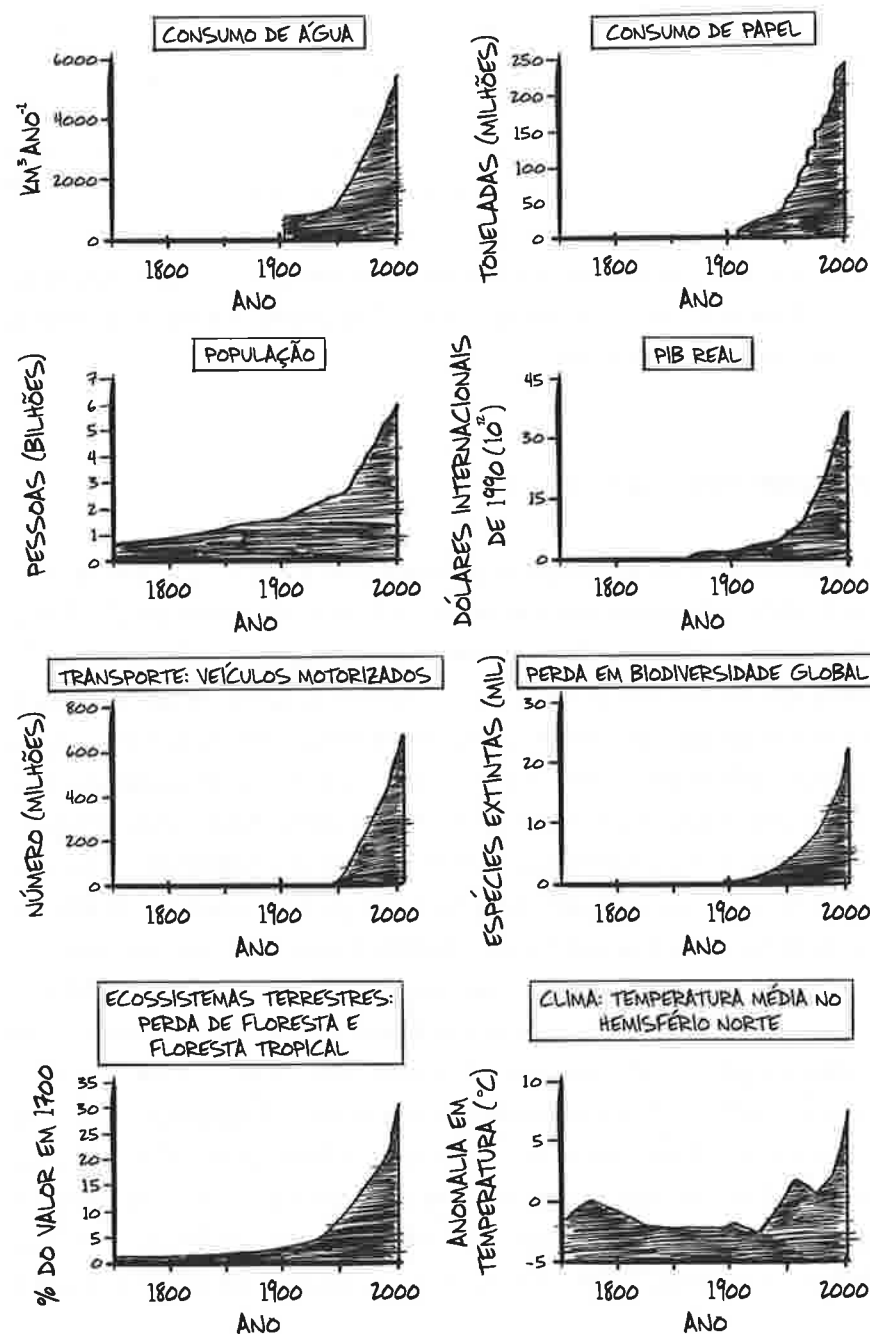 CONSUMO DE ÁGUA
KM³ ANO⁻¹
6000
4000
2000
0
1800
1900
2000
ANO
CONSUMO DE PAPEL
TONELADAS (MILHÕES)
250
200
150
100
50
0
1800
1900
2000
ANO
POPULAÇÃO
PESSOAS (BILHÕES)
7
6
5
4
3
2
1
0
1800
1900
2000
ANO
PIB REAL
DÓLARES INTERNACIONAIS
DE 1990 (10¹²)
45
30
15
0
1800
1900
2000
ANO
TRANSPORTE: VEÍCULOS MOTORIZADOS
NÚMERO (MILHÕES)
800
600
400
200
0
1800
1900
2000
ANO
PERDA EM BIODIVERSIDADE GLOBAL
ESPÉCIES EXTINTAS (MIL)
30
20
10
0
1800
1900
2000
ANO
ECOSSISTEMAS TERRESTRES:
PERDA DE FLORESTA E
FLORESTA TROPICAL
% DO VALOR EM 1700
35
30
25
20
15
10
5
0
1800
1900
2000
ANO
CLIMA: TEMPERATURA MÉDIA NO
HEMISFÉRIO NORTE
ANOMALIA EM
TEMPERATURA (°C)
10
5
0
-5
1800
1900
2000
ANO